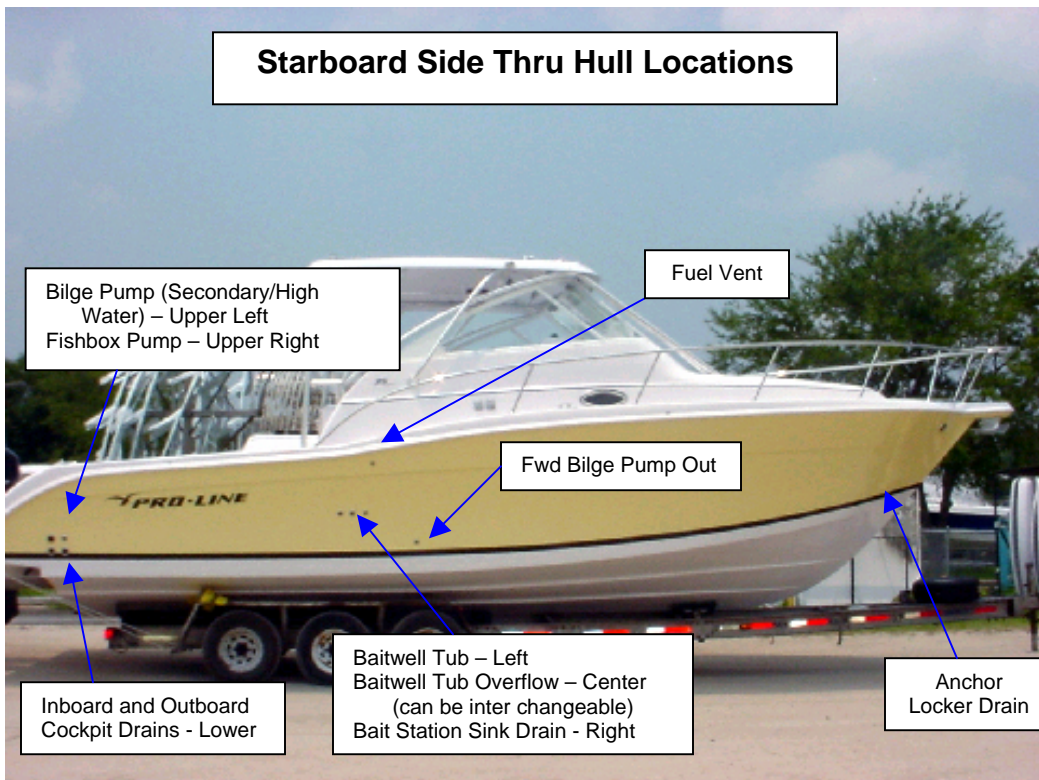 Starboard Side Thru Hull Locations
Fuel Vent
Bilge Pump (Secondary/High
Water) – Upper Left
Fishbox Pump – Upper Right
Fwd Bilge Pump Out
PRO-LINE
Baitwell Tub – Left
Baitwell Tub Overflow – Center
(can be inter changeable)
Bait Station Sink Drain - Right
Inboard and Outboard
Cockpit Drains - Lower
Anchor
Locker Drain